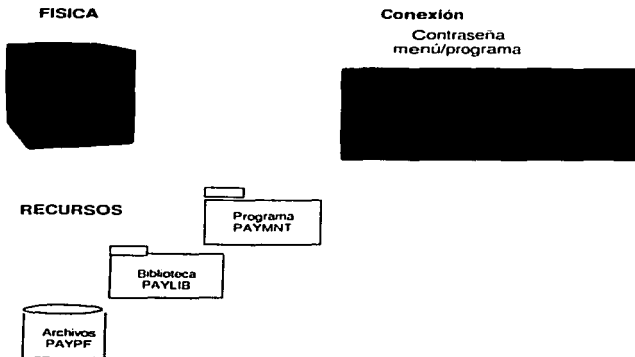 FISICA
Conexión
Contraseña
menú/programa
RECURSOS
Programa
PAYMNT
Biblioteca
PAYLIB
Archivos
PAYPF